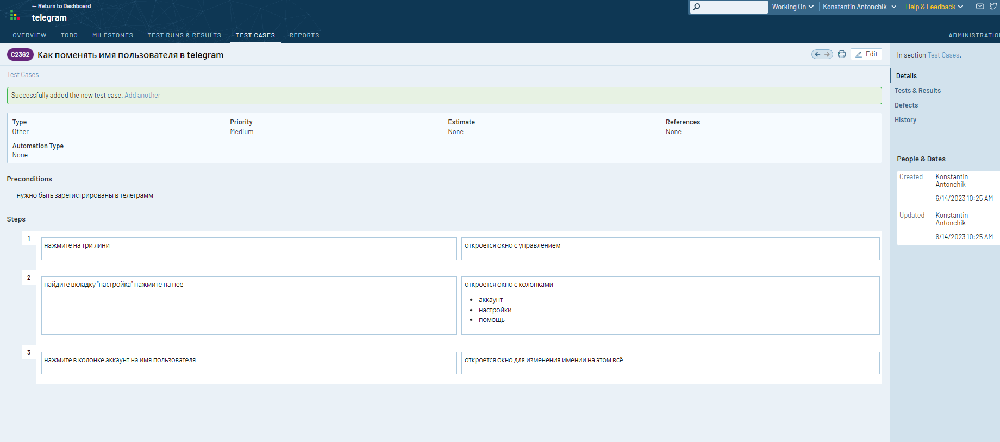 ← Return to Dashboard
telegram
Working On
Konstantin Antonchik
Help & Feedback
OVERVIEW
TODO
MILESTONES
TEST RUNS & RESULTS
TEST CASES
REPORTS
ADMINISTRATIO
C2362
Как поменять имя пользователя в telegram
Edit
Test Cases
Successfully added the new test case. Add another
Type
Other
Priority
Medium
Estimate
None
References
None
Automation Type
None
Preconditions
нужно быть зарегистрированы в телеграмм
Steps
1
нажмите на три лини
откроется окно с управлением
2
найдите вкладку "настройка" нажмите на неё
откроется окно с колонками
• аккаунт
• настройки
• помощь
3
нажмите в колонке аккаунт на имя пользователя
откроется окно для изменения имении на этом всё
In section Test Cases.
Details
Tests & Results
Defects
History
People & Dates
Created
Konstantin
Antonchik
6/14/2023 10:25 AM
Updated
Konstantin
Antonchik
6/14/2023 10:25 AM